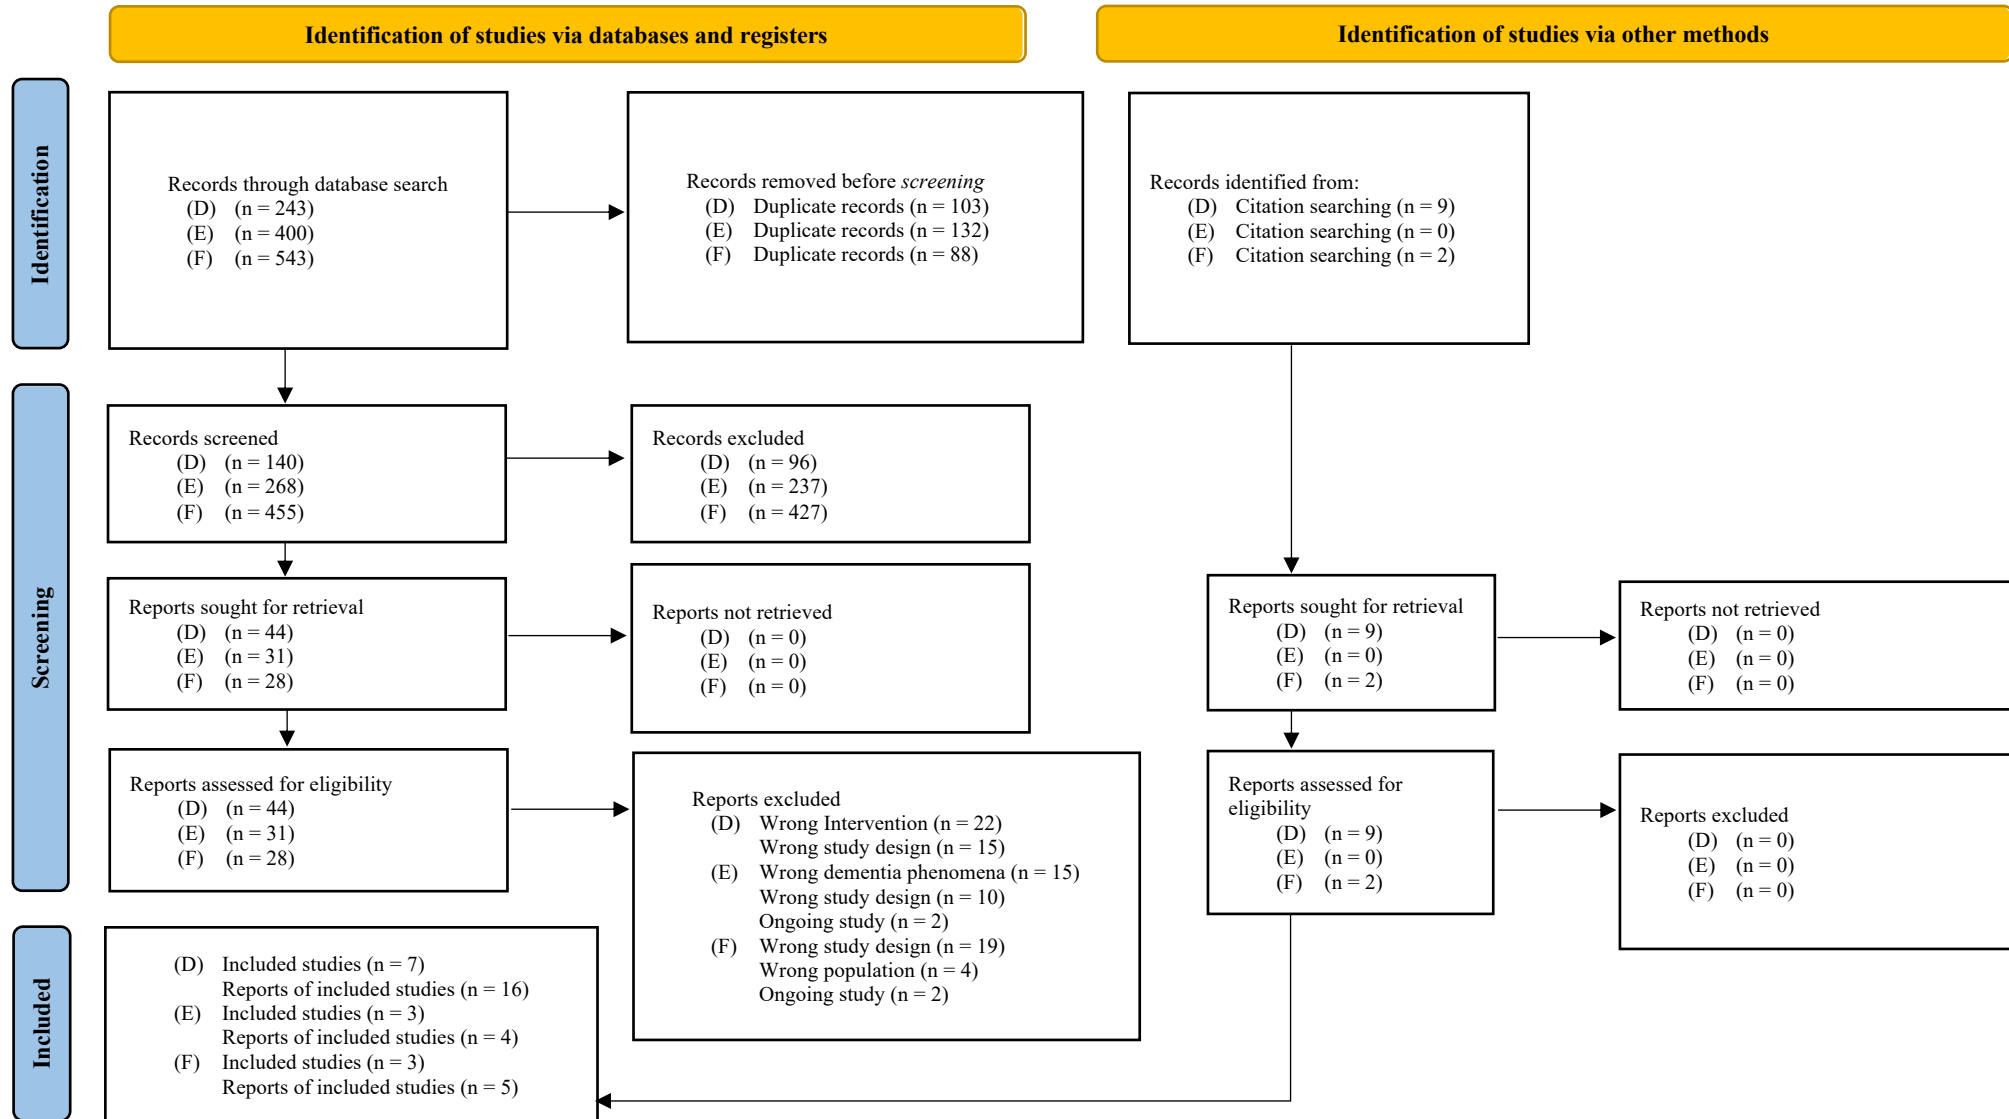 Identification of studies via databases and registers
Identification of studies via other methods
Identification
Records through database search
(D) (n = 243)
(E) (n = 400)
(F) (n = 543)
Records removed before screening
(D) Duplicate records (n = 103)
(E) Duplicate records (n = 132)
(F) Duplicate records (n = 88)
Records identified from:
(D) Citation searching (n = 9)
(E) Citation searching (n = 0)
(F) Citation searching (n = 2)
Screening
Records screened
(D) (n = 140)
(E) (n = 268)
(F) (n = 455)
Records excluded
(D) (n = 96)
(E) (n = 237)
(F) (n = 427)
Reports sought for retrieval
(D) (n = 44)
(E) (n = 31)
(F) (n = 28)
Reports not retrieved
(D) (n = 0)
(E) (n = 0)
(F) (n = 0)
Reports sought for retrieval
(D) (n = 9)
(E) (n = 0)
(F) (n = 2)
Reports not retrieved
(D) (n = 0)
(E) (n = 0)
(F) (n = 0)
Reports assessed for eligibility
(D) (n = 44)
(E) (n = 31)
(F) (n = 28)
Reports excluded
(D) Wrong Intervention (n = 22)
Wrong study design (n = 15)
(E) Wrong dementia phenomena (n = 15)
Wrong study design (n = 10)
Ongoing study (n = 2)
(F) Wrong study design (n = 19)
Wrong population (n = 4)
Ongoing study (n = 2)
Reports assessed for
eligibility
(D) (n = 9)
(E) (n = 0)
(F) (n = 2)
Reports excluded
(D) (n = 0)
(E) (n = 0)
(F) (n = 0)
Included
(D) Included studies (n = 7)
Reports of included studies (n = 16)
(E) Included studies (n = 3)
Reports of included studies (n = 4)
(F) Included studies (n = 3)
Reports of included studies (n = 5)